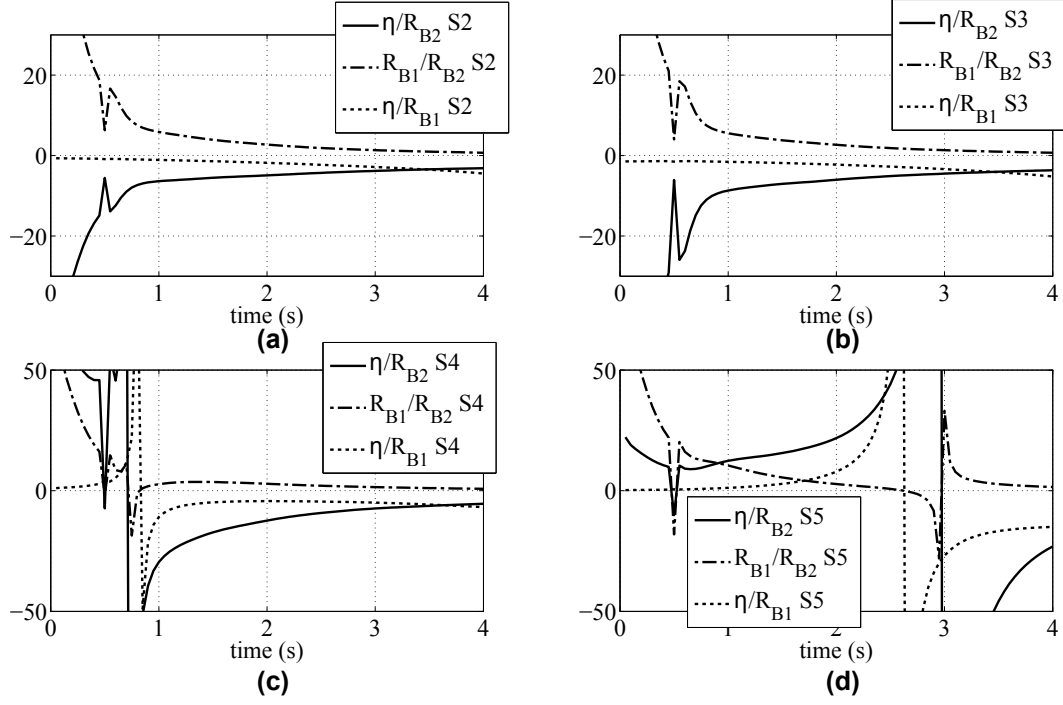 η/R_B2 S2
R_B1/R_B2 S2
η/R_B1 S2
20
0
−20
0 1 2 3 4
time (s)
(a)
η/R_B2 S3
R_B1/R_B2 S3
η/R_B1 S3
20
0
−20
0 1 2 3 4
time (s)
(b)
η/R_B2 S4
R_B1/R_B2 S4
η/R_B1 S4
50
0
−50
0 1 2 3 4
time (s)
(c)
50
0
−50
η/R_B2 S5
R_B1/R_B2 S5
η/R_B1 S5
0 1 2 3 4
time (s)
(d)